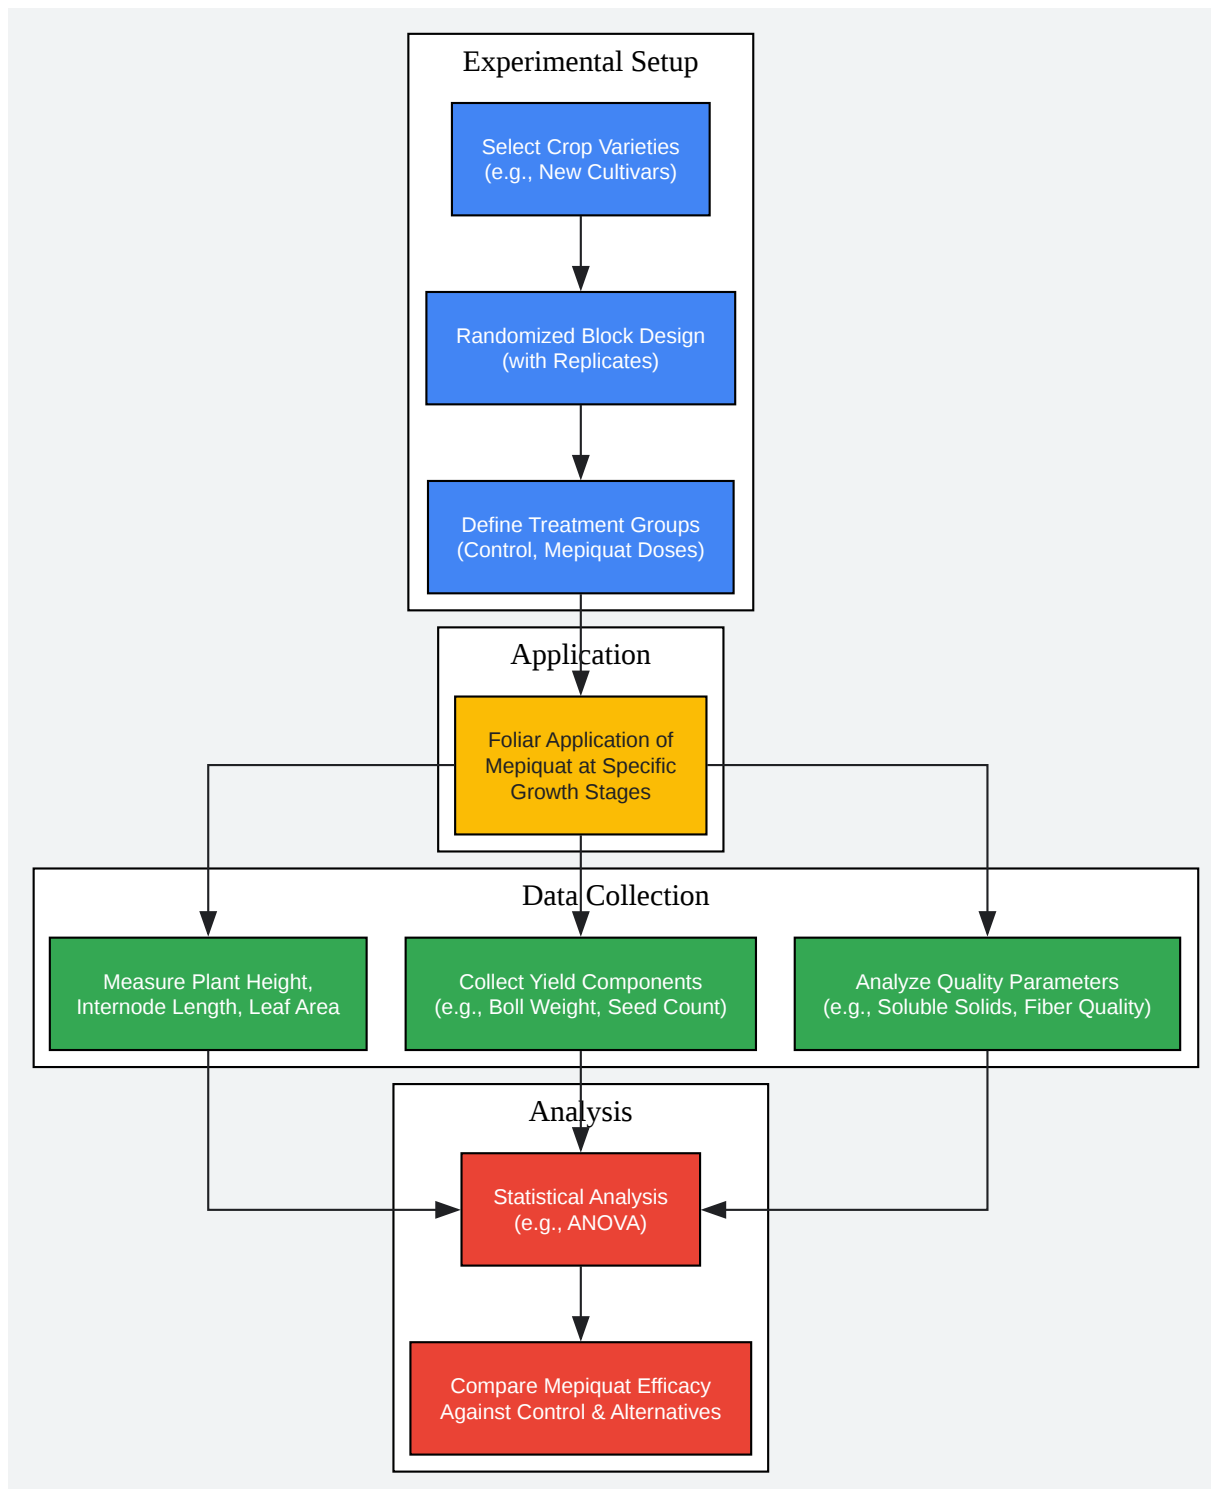 Experimental Setup
Select Crop Varieties
(e.g., New Cultivars)
Randomized Block Design
(with Replicates)
Define Treatment Groups
(Control, Mepiquat Doses)
Application
Foliar Application of
Mepiquat at Specific
Growth Stages
Data Collection
Measure Plant Height,
Internode Length, Leaf Area
Collect Yield Components
(e.g., Boll Weight, Seed Count)
Analyze Quality Parameters
(e.g., Soluble Solids, Fiber Quality)
Analysis
Statistical Analysis
(e.g., ANOVA)
Compare Mepiquat Efficacy
Against Control & Alternatives